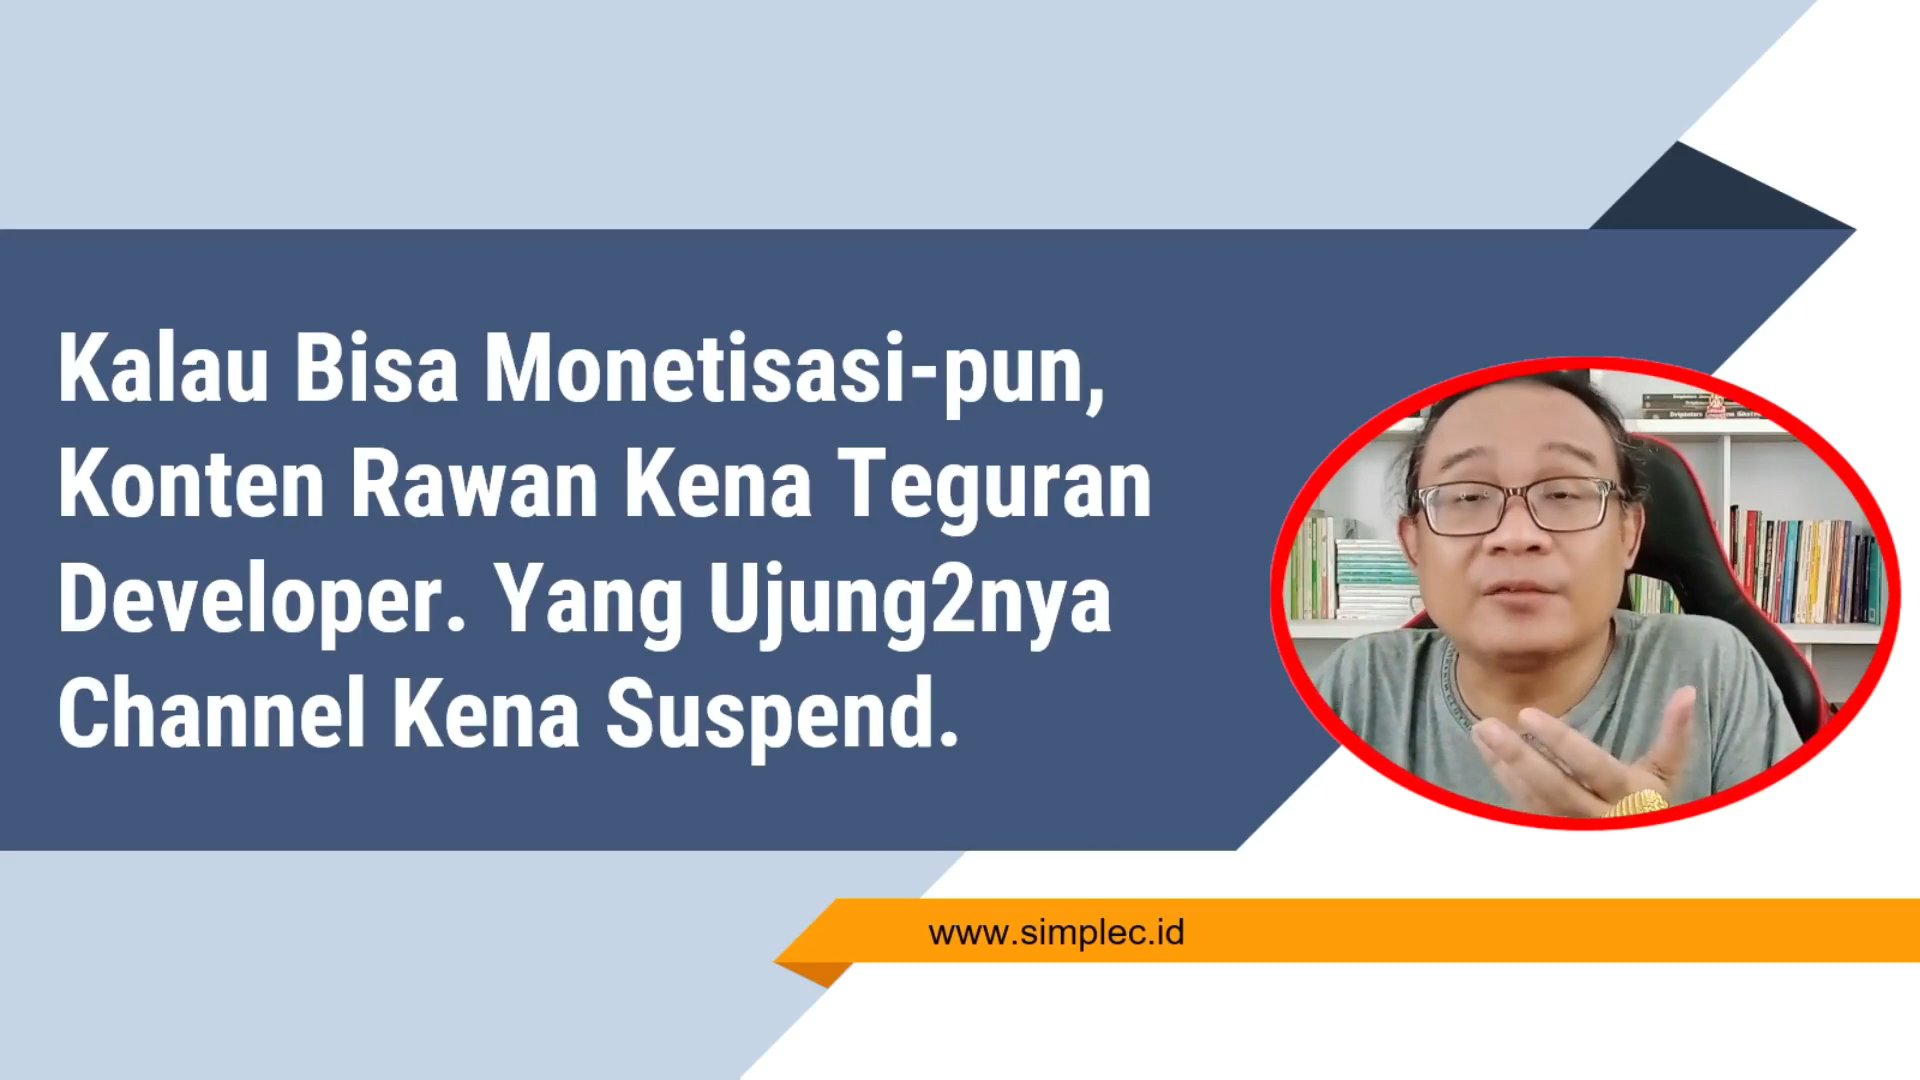 Kalau Bisa Monetisasi-pun,
Konten Rawan Kena Teguran
Developer. Yang Ujung2nya
Channel Kena Suspend.
www.simplec.id